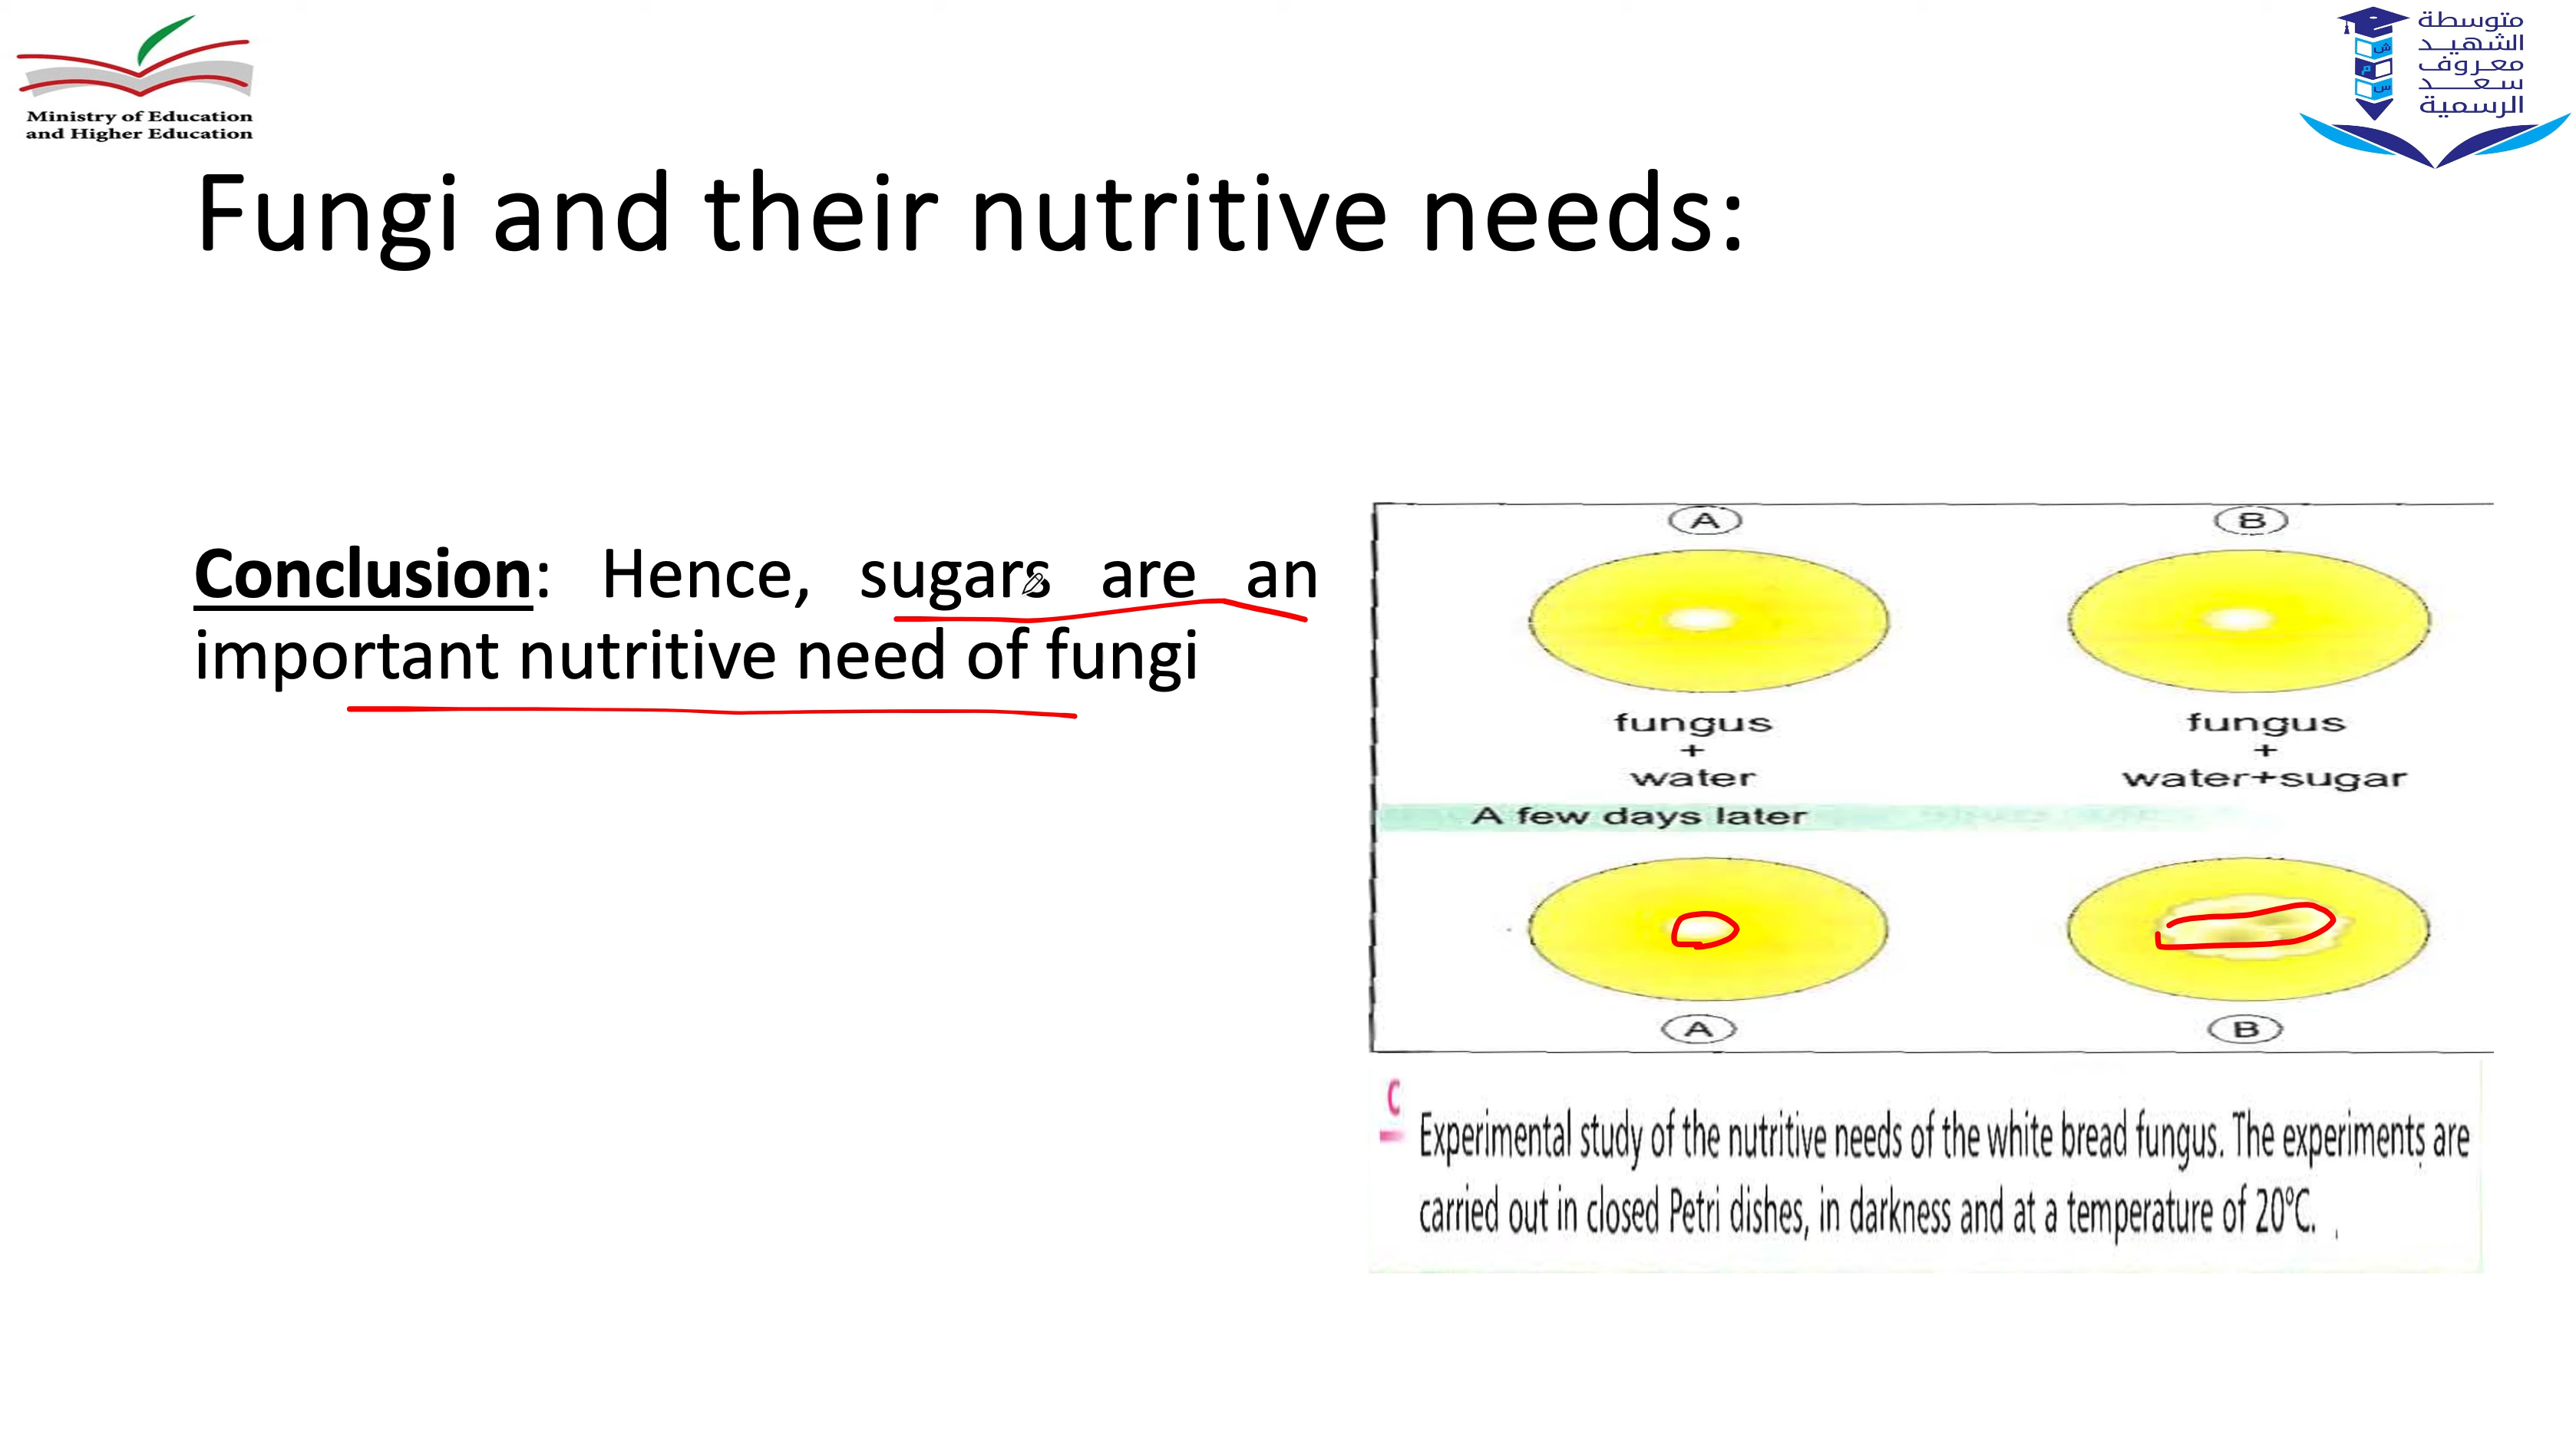 Ministry of Education
and Higher Education
متوسطة
الشهيد
معروف
سعد
الرسمية
ش
م
س
Fungi and their nutritive needs:
Conclusion: Hence, sugars are an
important nutritive need of fungi
A B
fungus fungus
+ +
water water+sugar
A few days later
A B
C
Experimental study of the nutritive needs of the white bread fungus. The experiments are
carried out in closed Petri dishes, in darkness and at a temperature of 20°C.